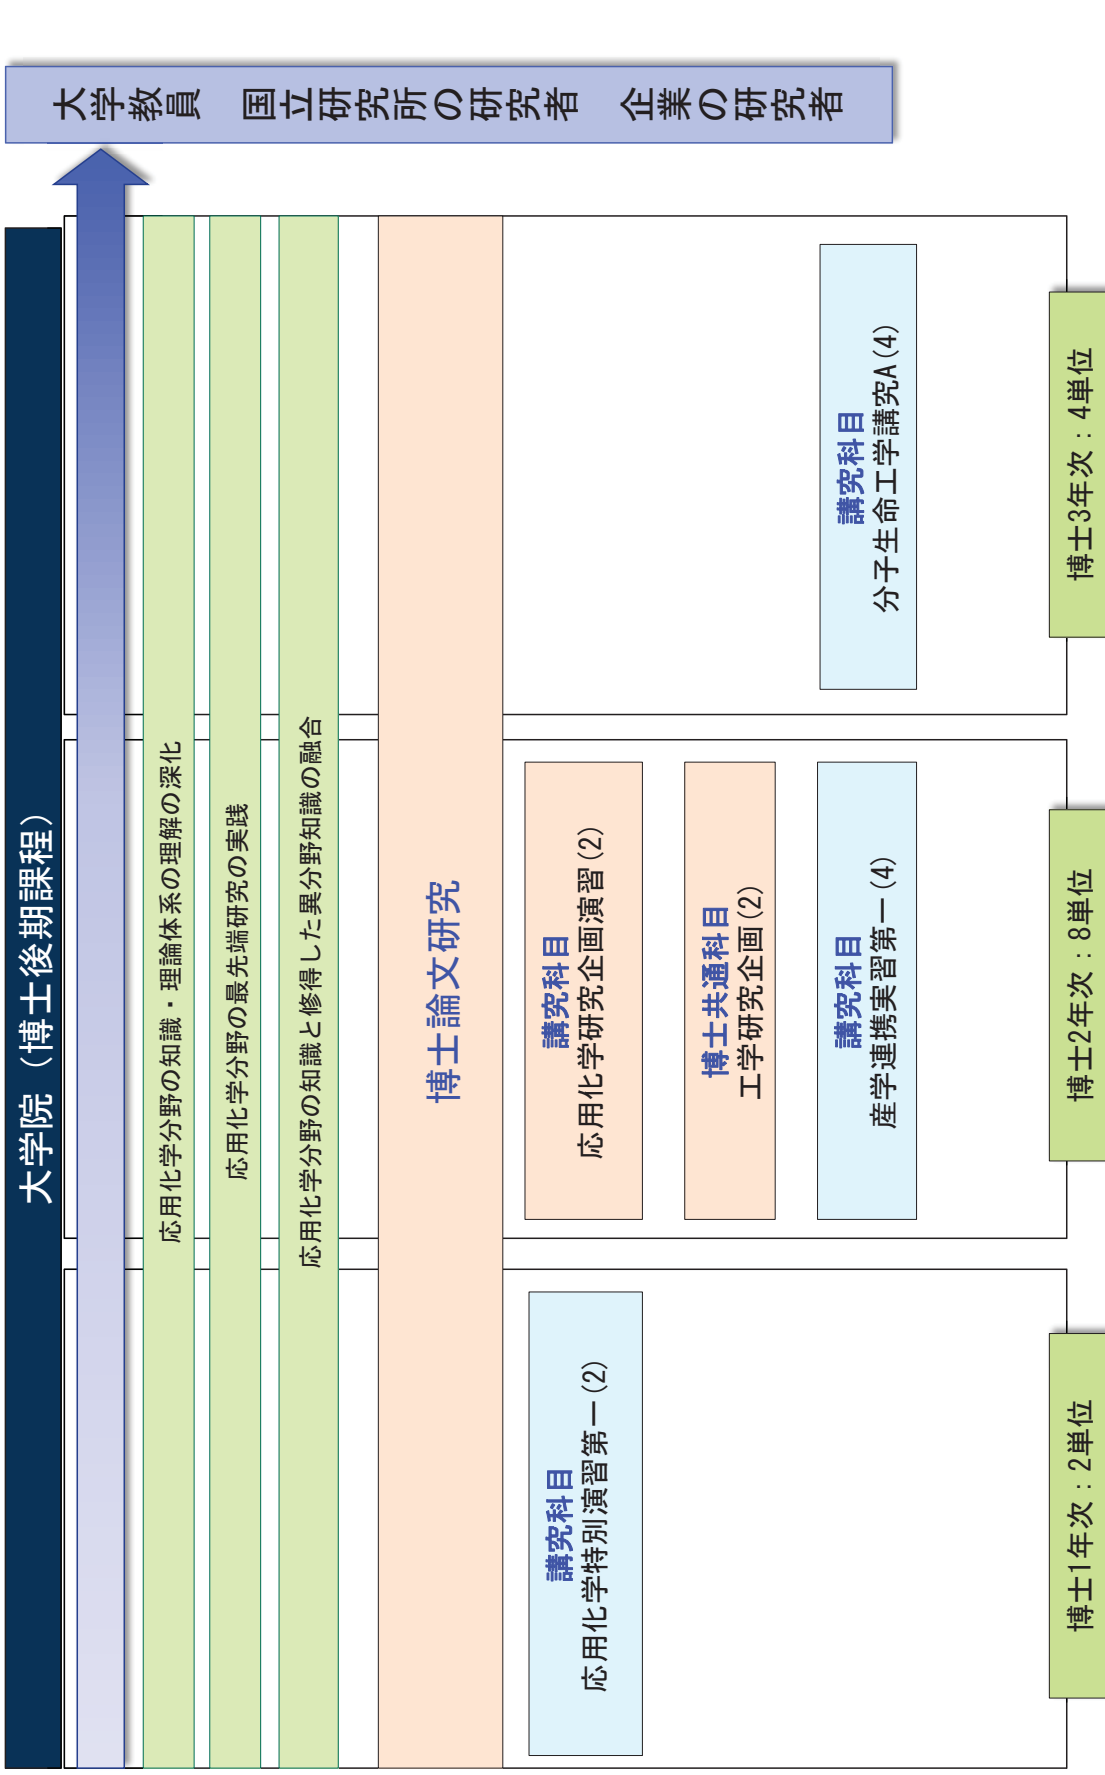 大学院（博士後期課程）
大学教員　国立研究所の研究者　企業の研究者
応用化学分野の知識・理論体系の理解の深化
応用化学分野の最先端研究の実践
応用化学分野の知識と修得した異分野知識の融合
博士論文研究
講究科目
応用化学特別演習第一(2)
博士1年次：2単位
講究科目
応用化学研究企画演習(2)
博士共通科目
工学研究企画(2)
講究科目
産学連携実習第一(4)
博士2年次：8単位
講究科目
分子生命工学講究A(4)
博士3年次：4単位